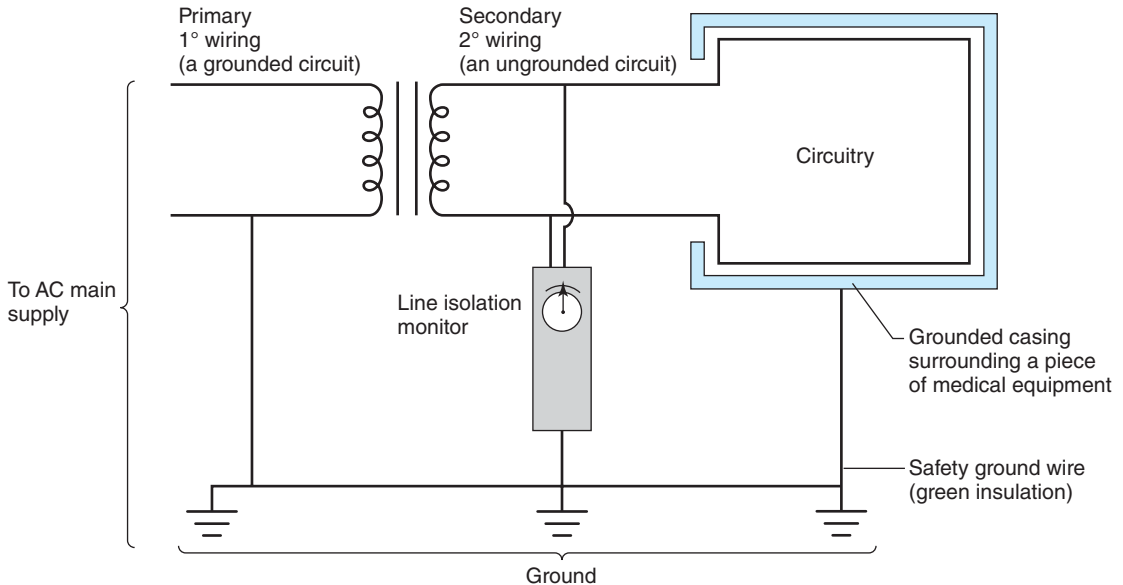 Primary
1° wiring
(a grounded circuit)
Secondary
2° wiring
(an ungrounded circuit)
Circuitry
To AC main
supply
Line isolation
monitor
Grounded casing
surrounding a piece
of medical equipment
Safety ground wire
(green insulation)
Ground